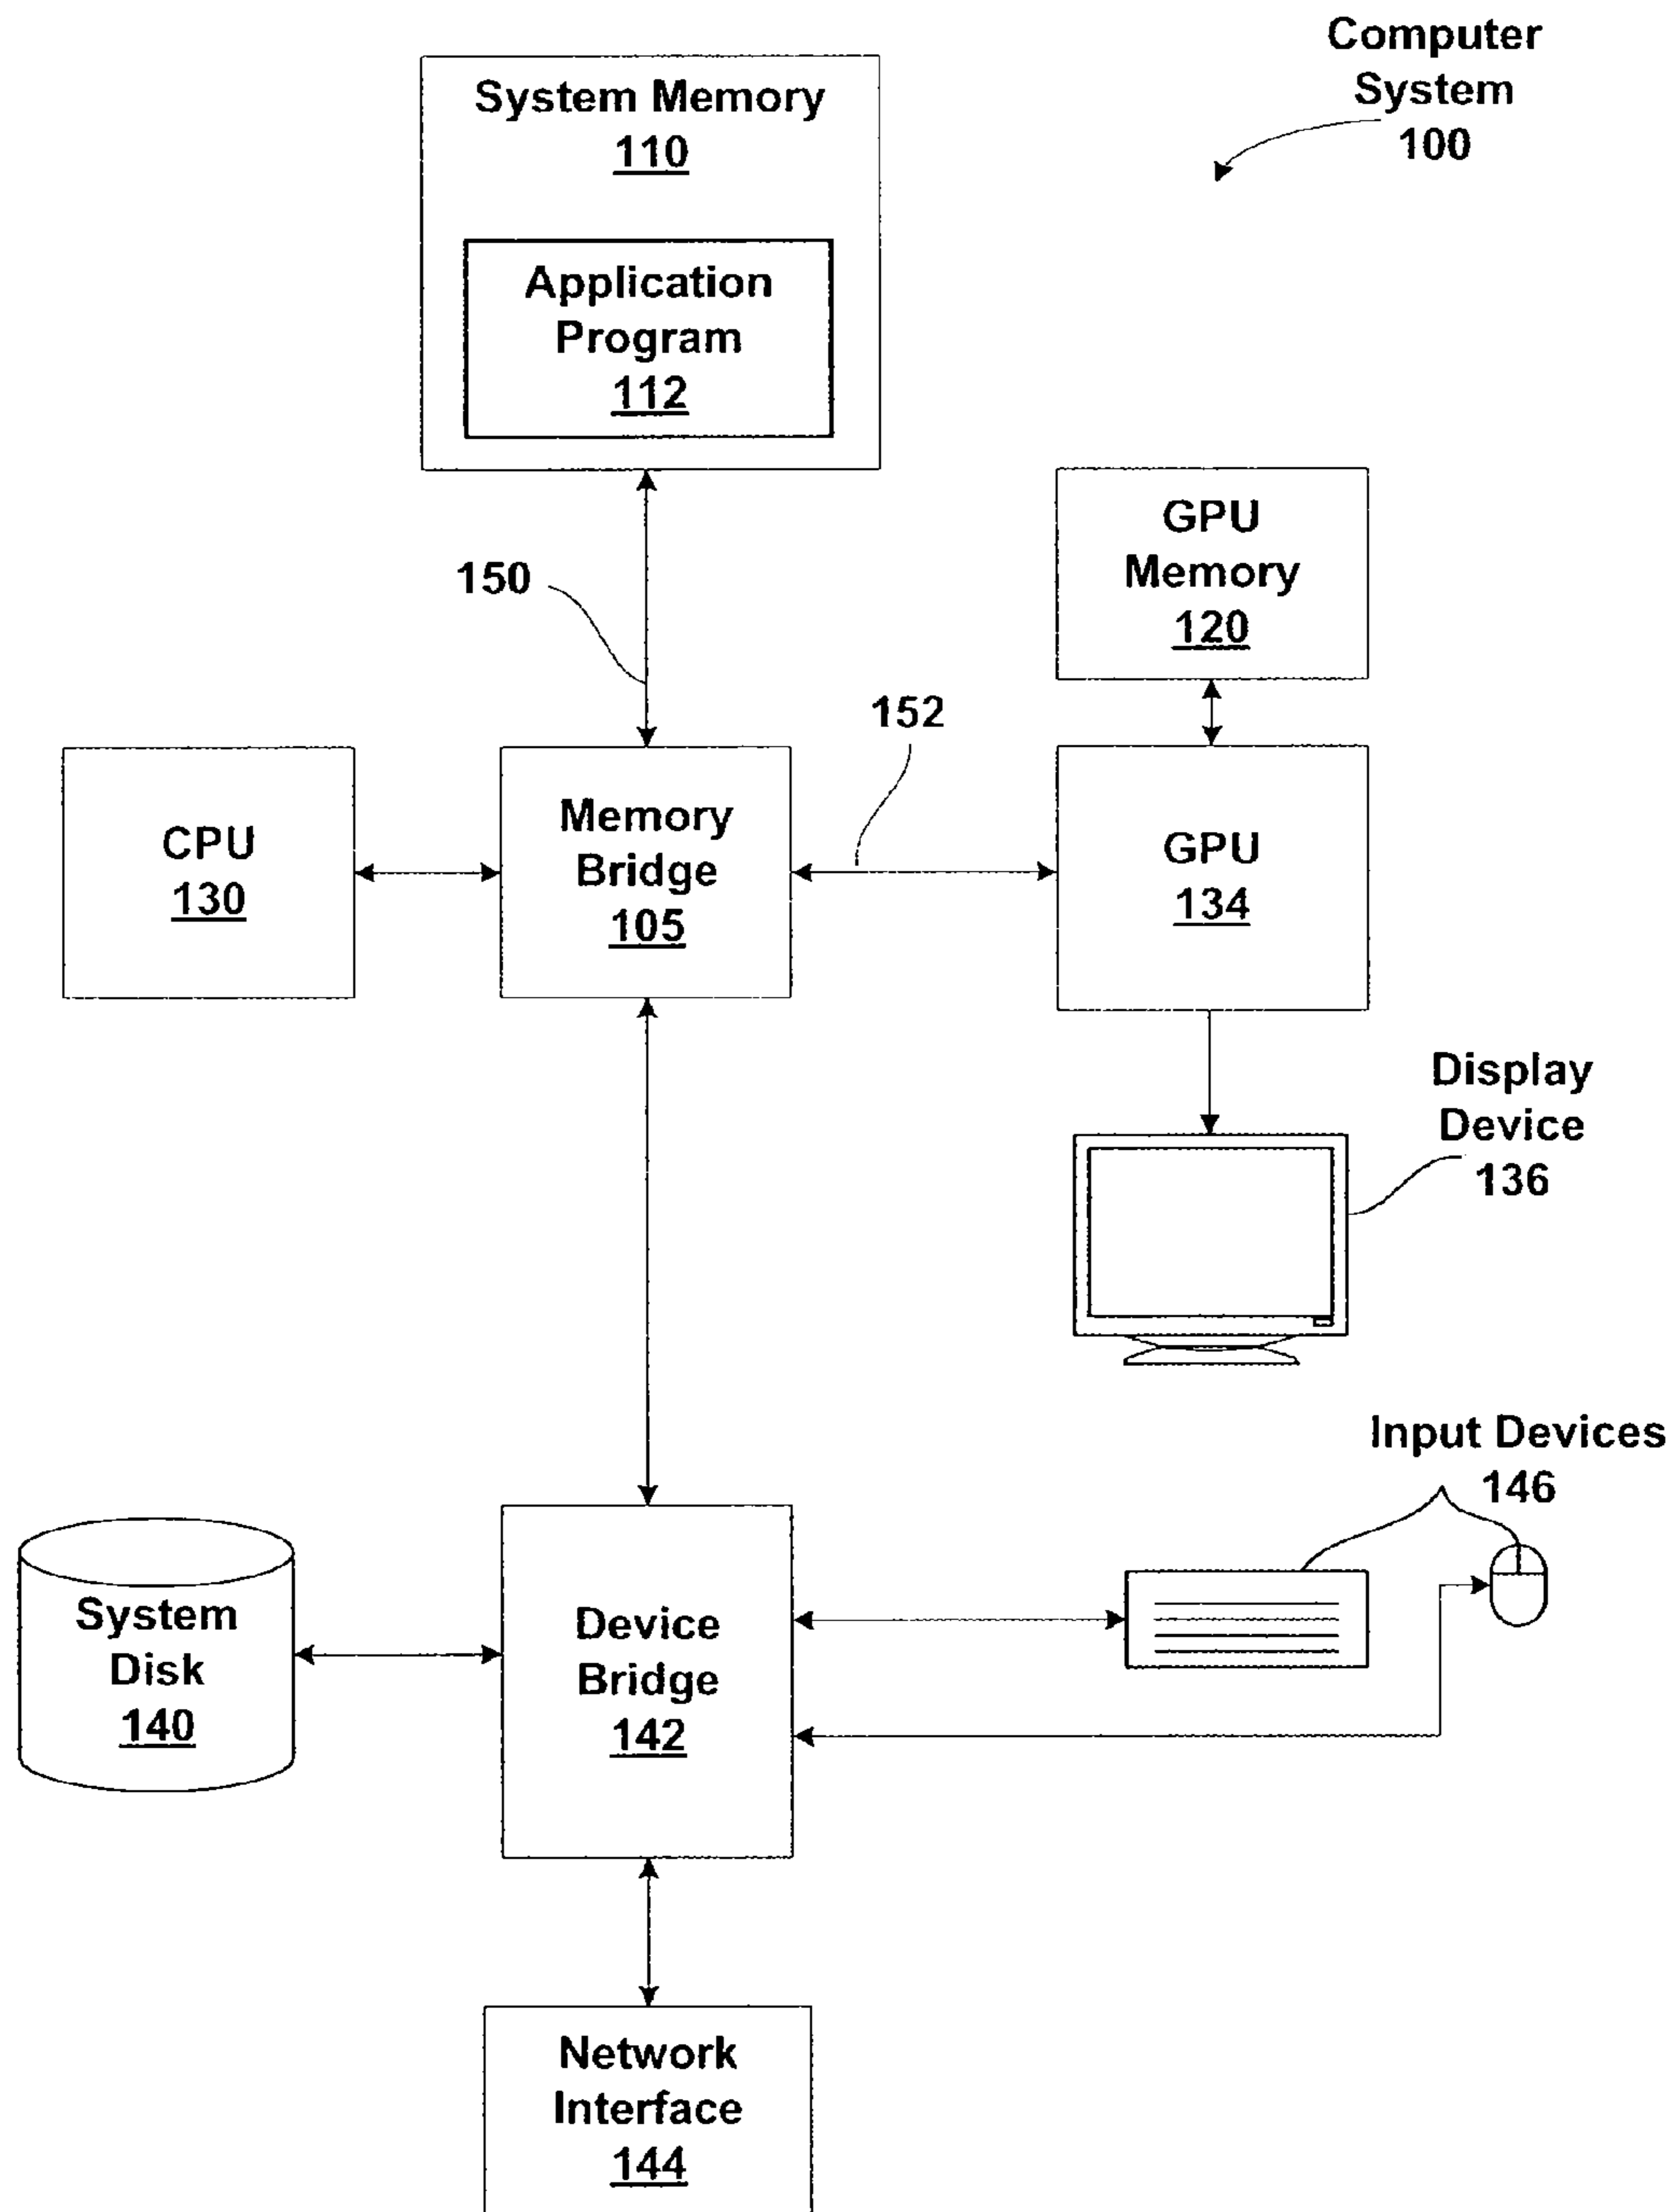 Computer
System
100
System Memory
110
Application
Program
112
GPU
Memory
120
150
152
CPU
130
Memory
Bridge
105
GPU
134
Display
Device
136
Input Devices
146
System
Disk
140
Device
Bridge
142
Network
Interface
144